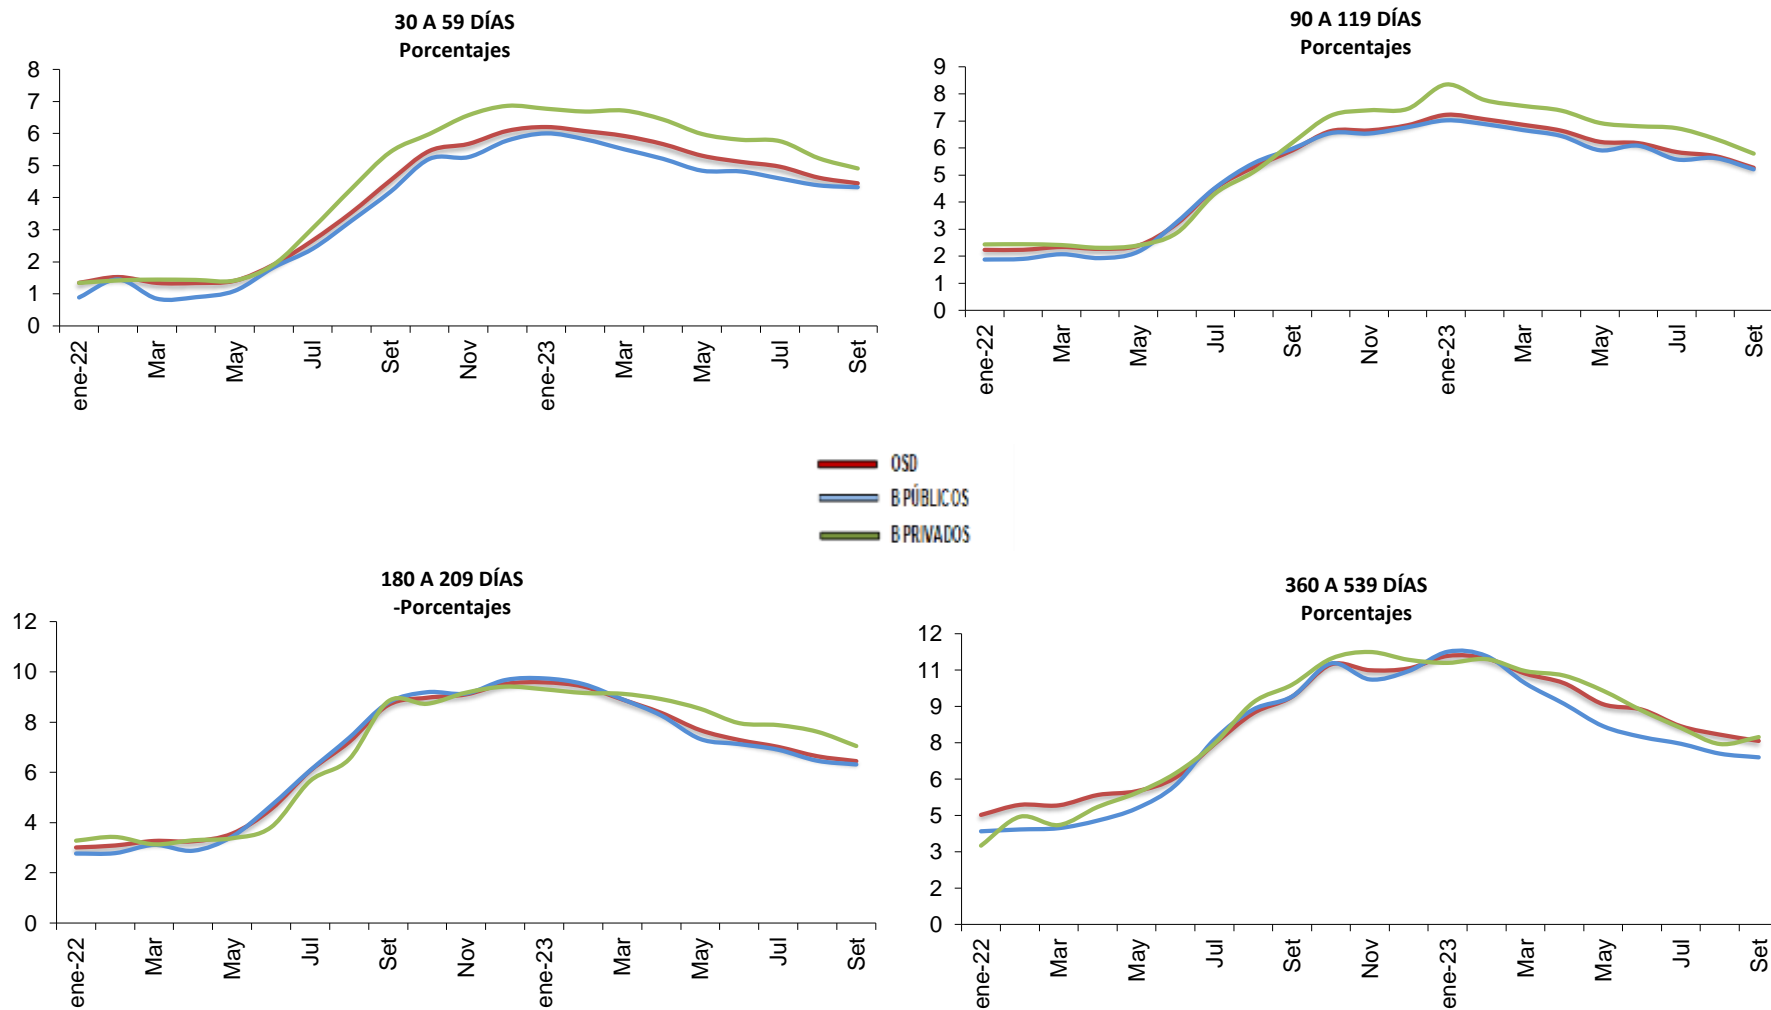 30 A 59 DÍAS
Porcentajes
8
7
6
5
4
3
2
1
0
ene-22
Mar
May
Jul
Set
Nov
ene-23
Mar
May
Jul
Set
90 A 119 DÍAS
Porcentajes
9
8
7
6
5
4
3
2
1
0
ene-22
Mar
May
Jul
Set
Nov
ene-23
Mar
May
Jul
Set
OSD
B PÚBLICOS
B PRIVADOS
180 A 209 DÍAS
-Porcentajes
12
10
8
6
4
2
0
ene-22
Mar
May
Jul
Set
Nov
ene-23
Mar
May
Jul
Set
360 A 539 DÍAS
Porcentajes
12
11
9
8
6
5
3
2
0
ene-22
Mar
May
Jul
Set
Nov
ene-23
Mar
May
Jul
Set